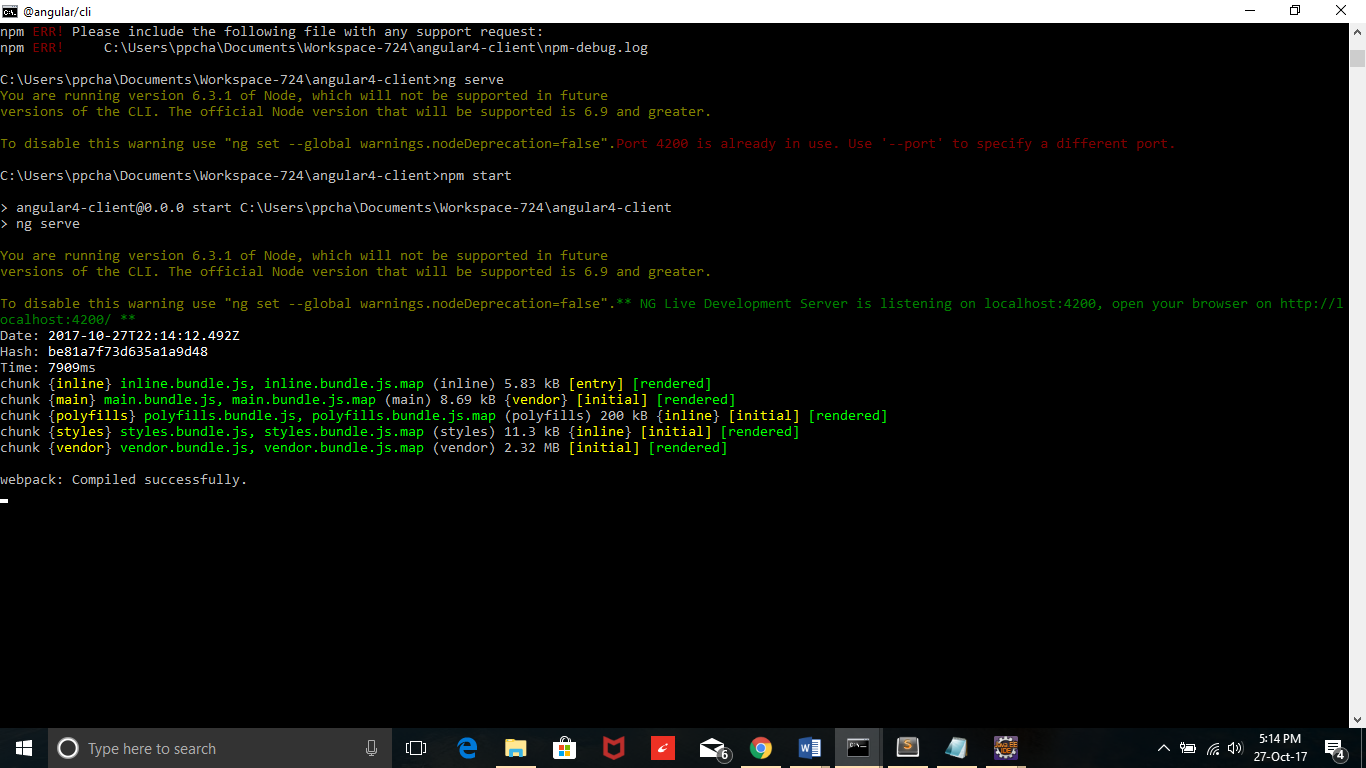 @angular/cli
npm ERR! Please include the following file with any support request:
npm ERR!     C:\Users\ppcha\Documents\Workspace-724\angular4-client\npm-debug.log
C:\Users\ppcha\Documents\Workspace-724\angular4-client>ng serve
You are running version 6.3.1 of Node, which will not be supported in future
versions of the CLI. The official Node version that will be supported is 6.9 and greater.
To disable this warning use "ng set --global warnings.nodeDeprecation=false".Port 4200 is already in use. Use '--port' to specify a different port.
C:\Users\ppcha\Documents\Workspace-724\angular4-client>npm start
> angular4-client@0.0.0 start C:\Users\ppcha\Documents\Workspace-724\angular4-client
> ng serve
You are running version 6.3.1 of Node, which will not be supported in future
versions of the CLI. The official Node version that will be supported is 6.9 and greater.
To disable this warning use "ng set --global warnings.nodeDeprecation=false".** NG Live Development Server is listening on localhost:4200, open your browser on http://l
ocalhost:4200/ **
Date: 2017-10-27T22:14:12.492Z
Hash: be81a7f73d635a1a9d48
Time: 7909ms
chunk {inline} inline.bundle.js, inline.bundle.js.map (inline) 5.83 kB [entry] [rendered]
chunk {main} main.bundle.js, main.bundle.js.map (main) 8.69 kB {vendor} [initial] [rendered]
chunk {polyfills} polyfills.bundle.js, polyfills.bundle.js.map (polyfills) 200 kB {inline} [initial] [rendered]
chunk {styles} styles.bundle.js, styles.bundle.js.map (styles) 11.3 kB {inline} [initial] [rendered]
chunk {vendor} vendor.bundle.js, vendor.bundle.js.map (vendor) 2.32 MB [initial] [rendered]
webpack: Compiled successfully.
Type here to search
6
5:14 PM
27-Oct-17
4